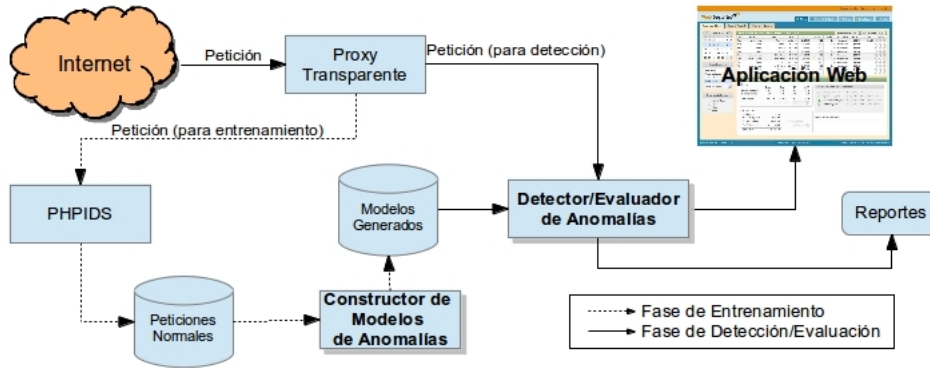 Internet
Petición
Proxy
Transparente
Petición (para detección)
Aplicación Web
Petición (para entrenamiento)
PHPIDS
Modelos
Generados
Detector/Evaluador
de Anomalías
Reportes
Peticiones
Normales
Constructor de
Modelos
de Anomalías
Fase de Entrenamiento
Fase de Detección/Evaluación